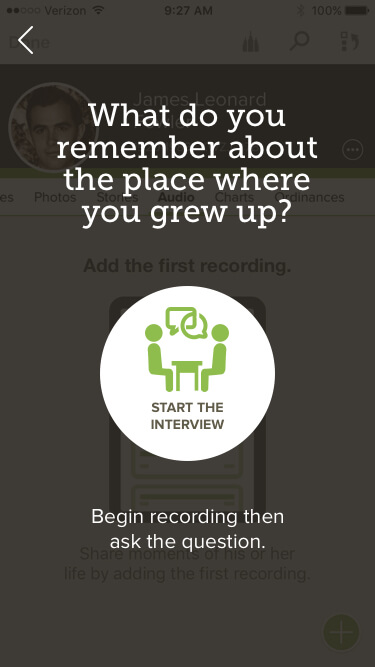 Verizon 9:27 AM 100%
Done
James Leonard
What do you
remember about
the place where
you grew up?
es Photos Stories Audio Charts Ordinances
Add the first recording.
START THE
INTERVIEW
Begin recording then
ask the question.
Share moments of his or her
life by adding the first recording.